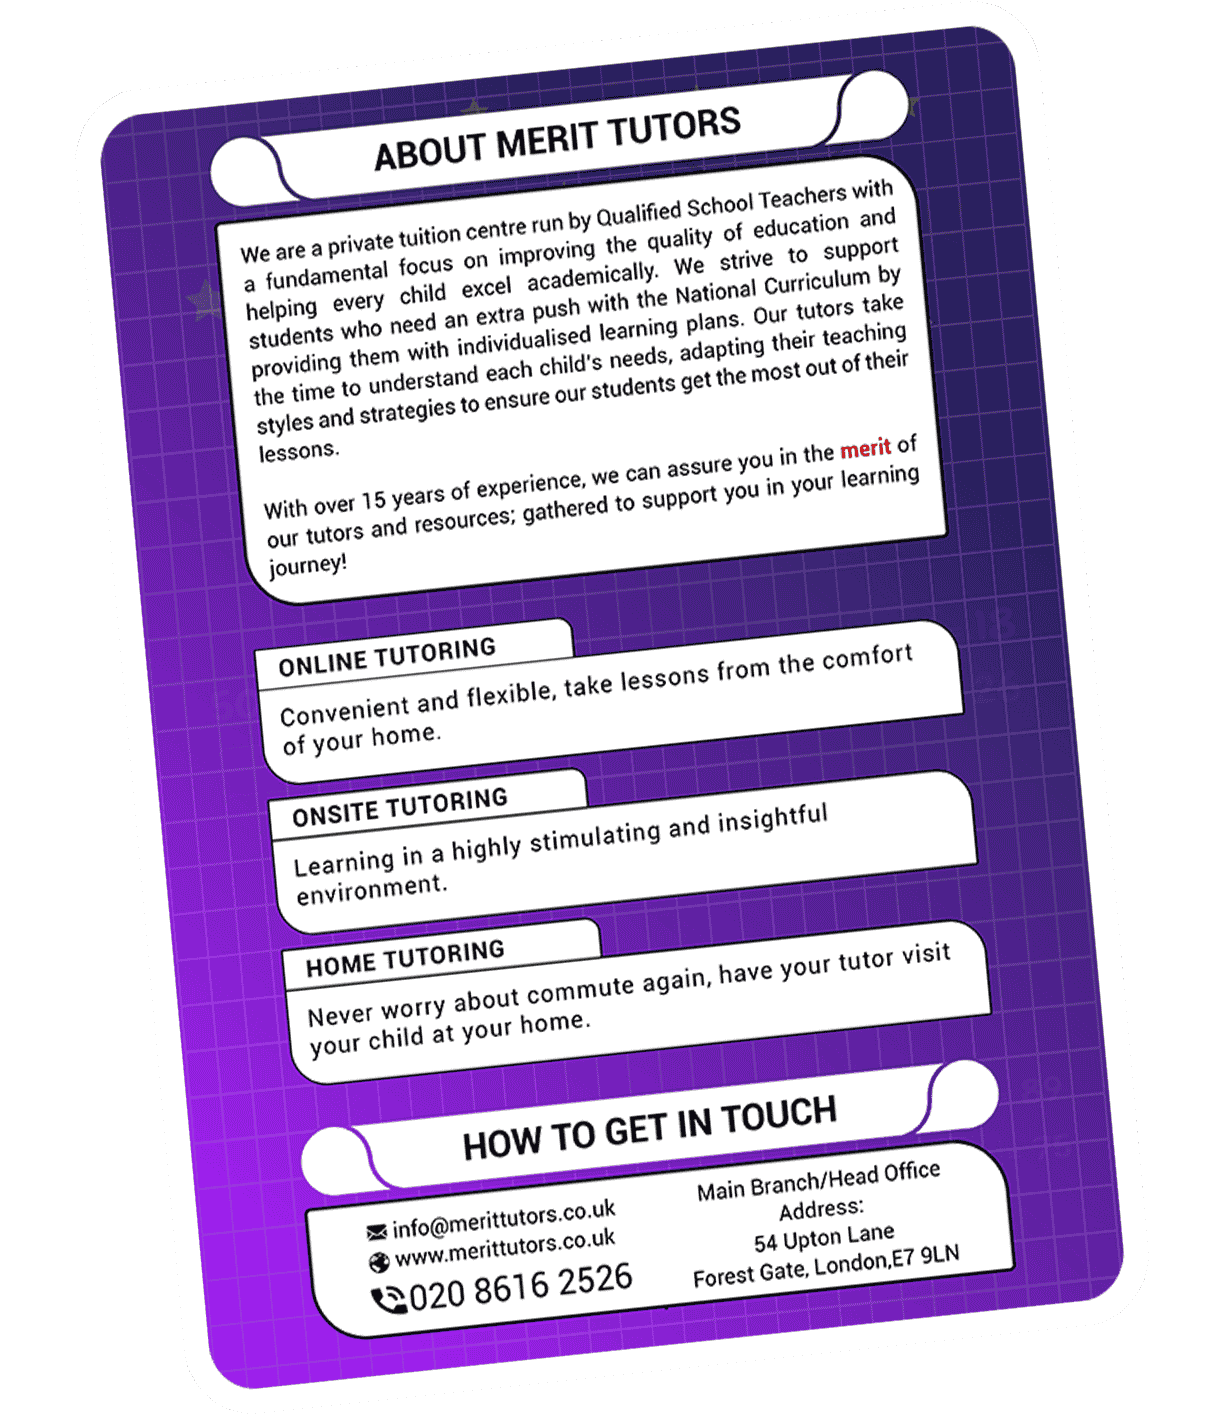 ABOUT MERIT TUTORS
We are a private tuition centre run by Qualified School Teachers with
a fundamental focus on improving the quality of education and
helping every child excel academically. We strive to support
students who need an extra push with the National Curriculum by
providing them with individualised learning plans. Our tutors take
the time to understand each child's needs, adapting their teaching
styles and strategies to ensure our students get the most out of their
lessons.
With over 15 years of experience, we can assure you in the merit of
our tutors and resources; gathered to support you in your learning
journey!
ONLINE TUTORING
Convenient and flexible, take lessons from the comfort
of your home.
ONSITE TUTORING
Learning in a highly stimulating and insightful
environment.
HOME TUTORING
Never worry about commute again, have your tutor visit
your child at your home.
HOW TO GET IN TOUCH
info@merittutors.co.uk
www.merittutors.co.uk
020 8616 2526
Main Branch/Head Office
Address:
54 Upton Lane
Forest Gate, London,E7 9LN